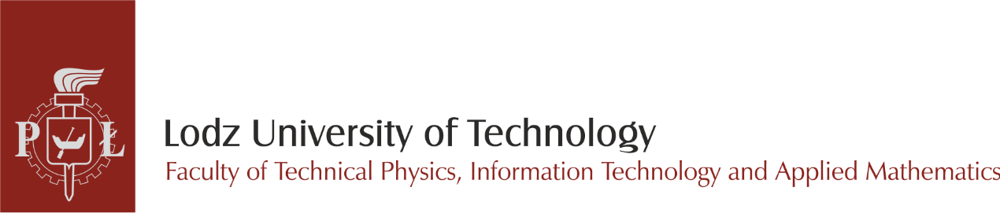 P Ł
Lodz University of Technology
Faculty of Technical Physics, Information Technology and Applied Mathematics